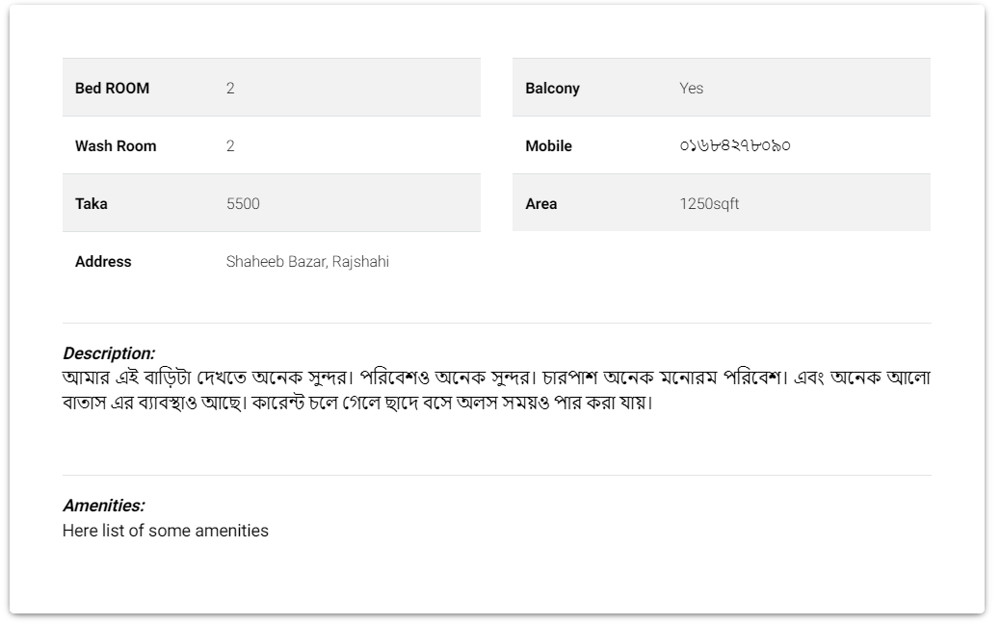 Bed ROOM 2
Balcony Yes
Wash Room 2
Mobile ০১৬৮৪২৭৮০৯০
Taka 5500
Area 1250sqft
Address Shaheeb Bazar, Rajshahi
Description:
আমার এই বাড়িটা দেখতে অনেক সুন্দর। পরিবেশও অনেক সুন্দর। চারপাশ অনেক মনোরম পরিবেশ। এবং অনেক আলো
বাতাস এর ব্যাবস্থাও আছে। কারেন্ট চলে গেলে ছাদে বসে অলস সময়ও পার করা যায়।
Amenities:
Here list of some amenities